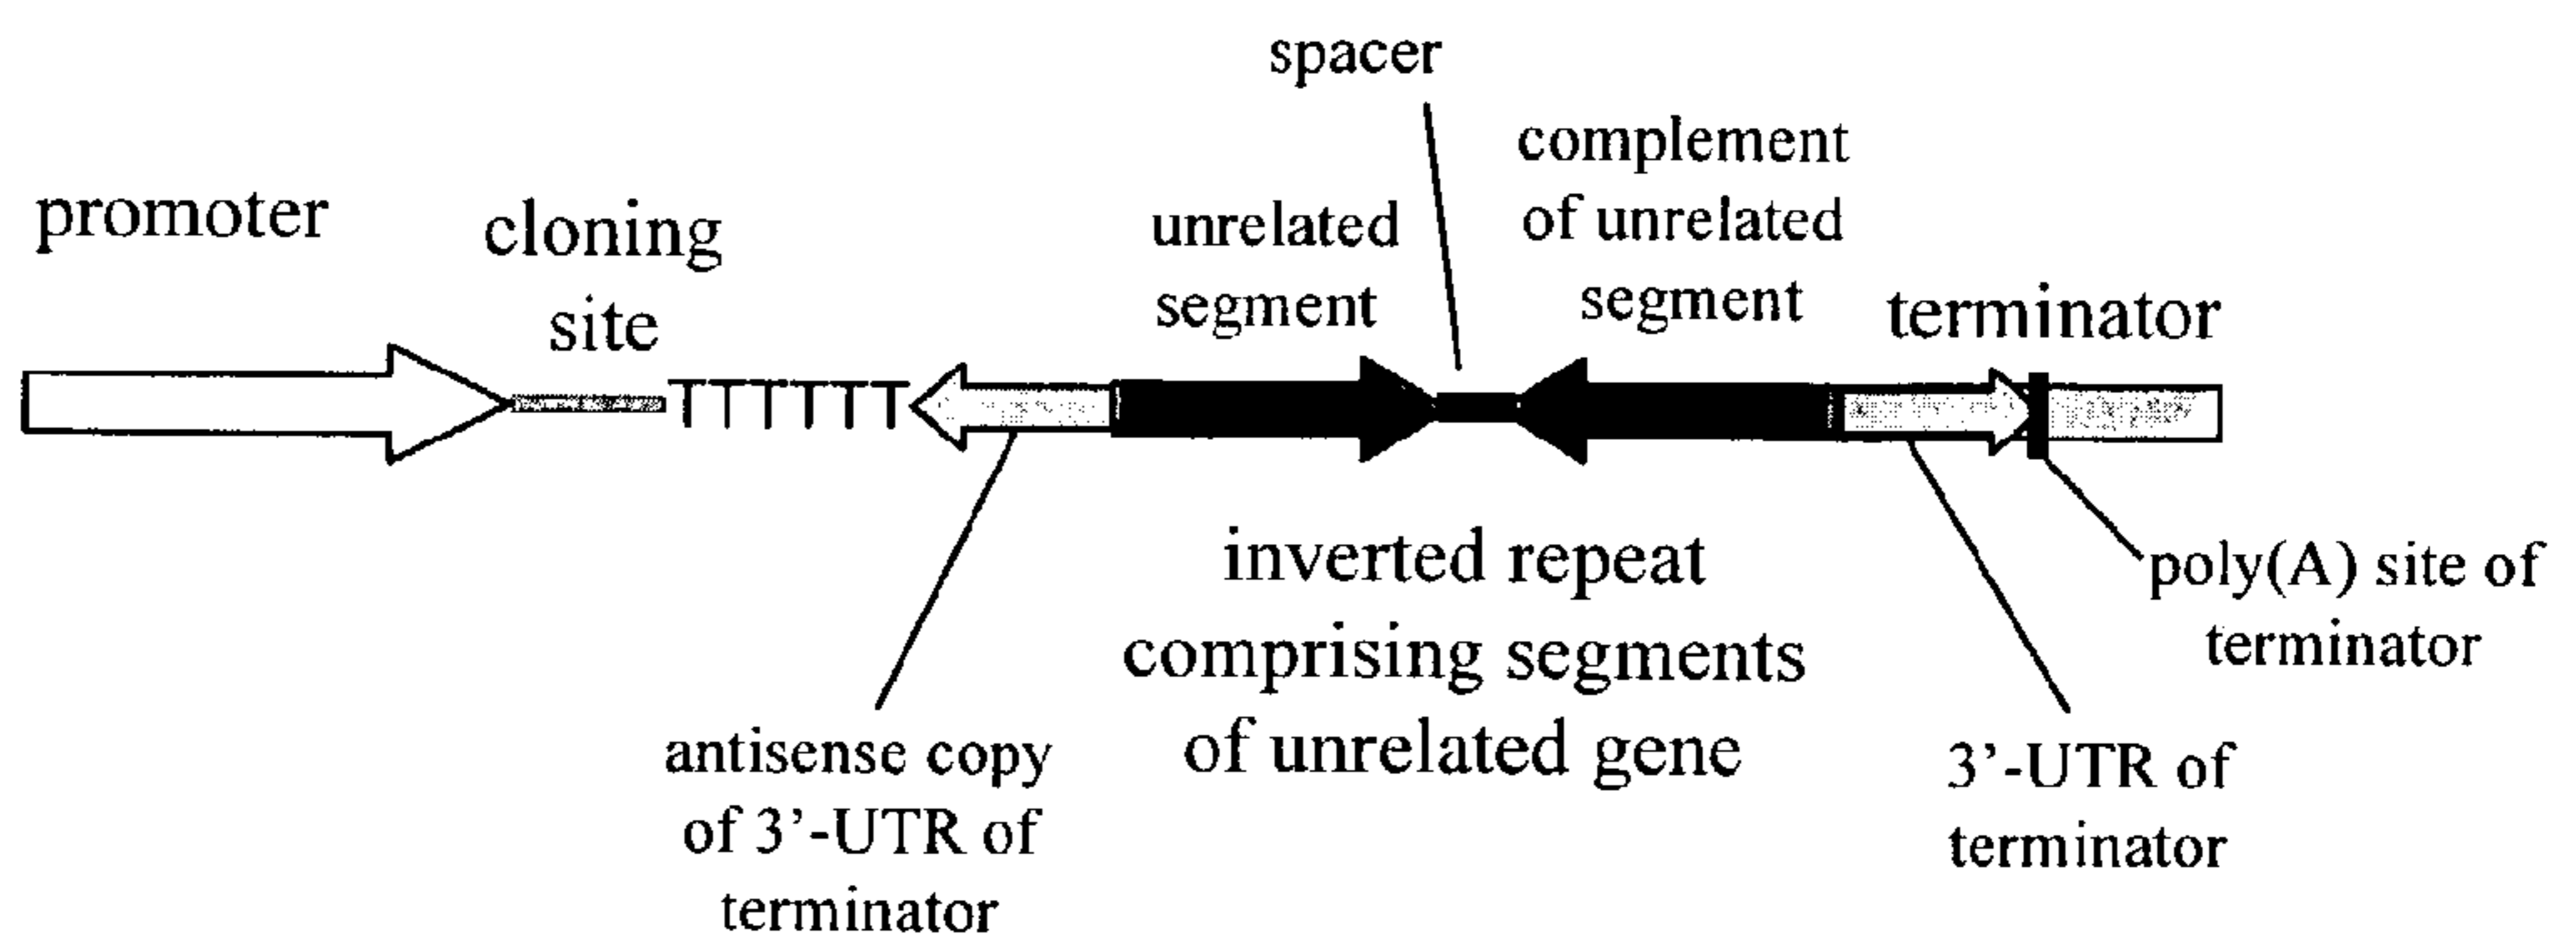 promoter
cloning
site
TTTTTT
unrelated
segment
spacer
complement
of unrelated
segment
terminator
antisense copy
of 3'-UTR of
terminator
inverted repeat
comprising segments
of unrelated gene
3'-UTR of
terminator
poly(A) site of
terminator